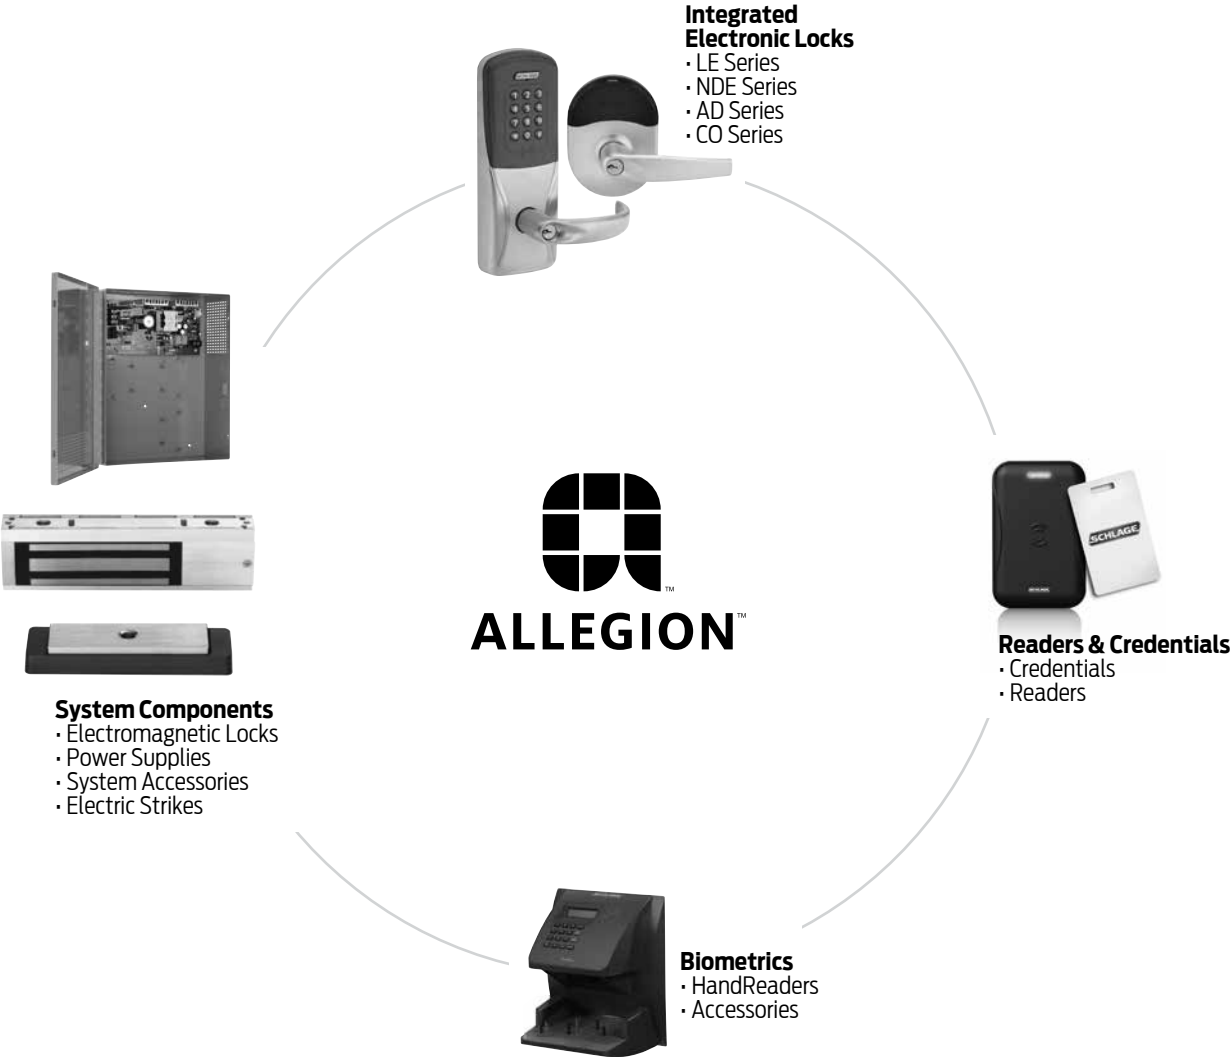 Integrated
Electronic Locks
· LE Series
· NDE Series
· AD Series
· CO Series
SCHLAGE
Readers & Credentials
· Credentials
· Readers
ALLEGION™
System Components
· Electromagnetic Locks
· Power Supplies
· System Accessories
· Electric Strikes
Biometrics
· HandReaders
· Accessories